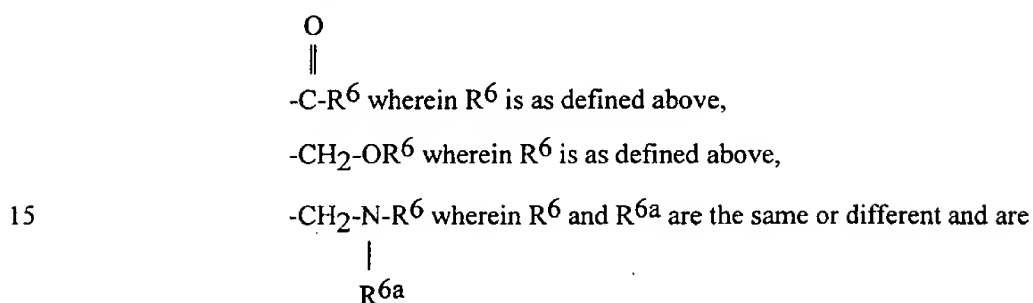 O
||
-C-R6 wherein R6 is as defined above,
-CH2-OR6 wherein R6 is as defined above,
15 -CH2-N-R6 wherein R6 and R6a are the same or different and are
|
R6a